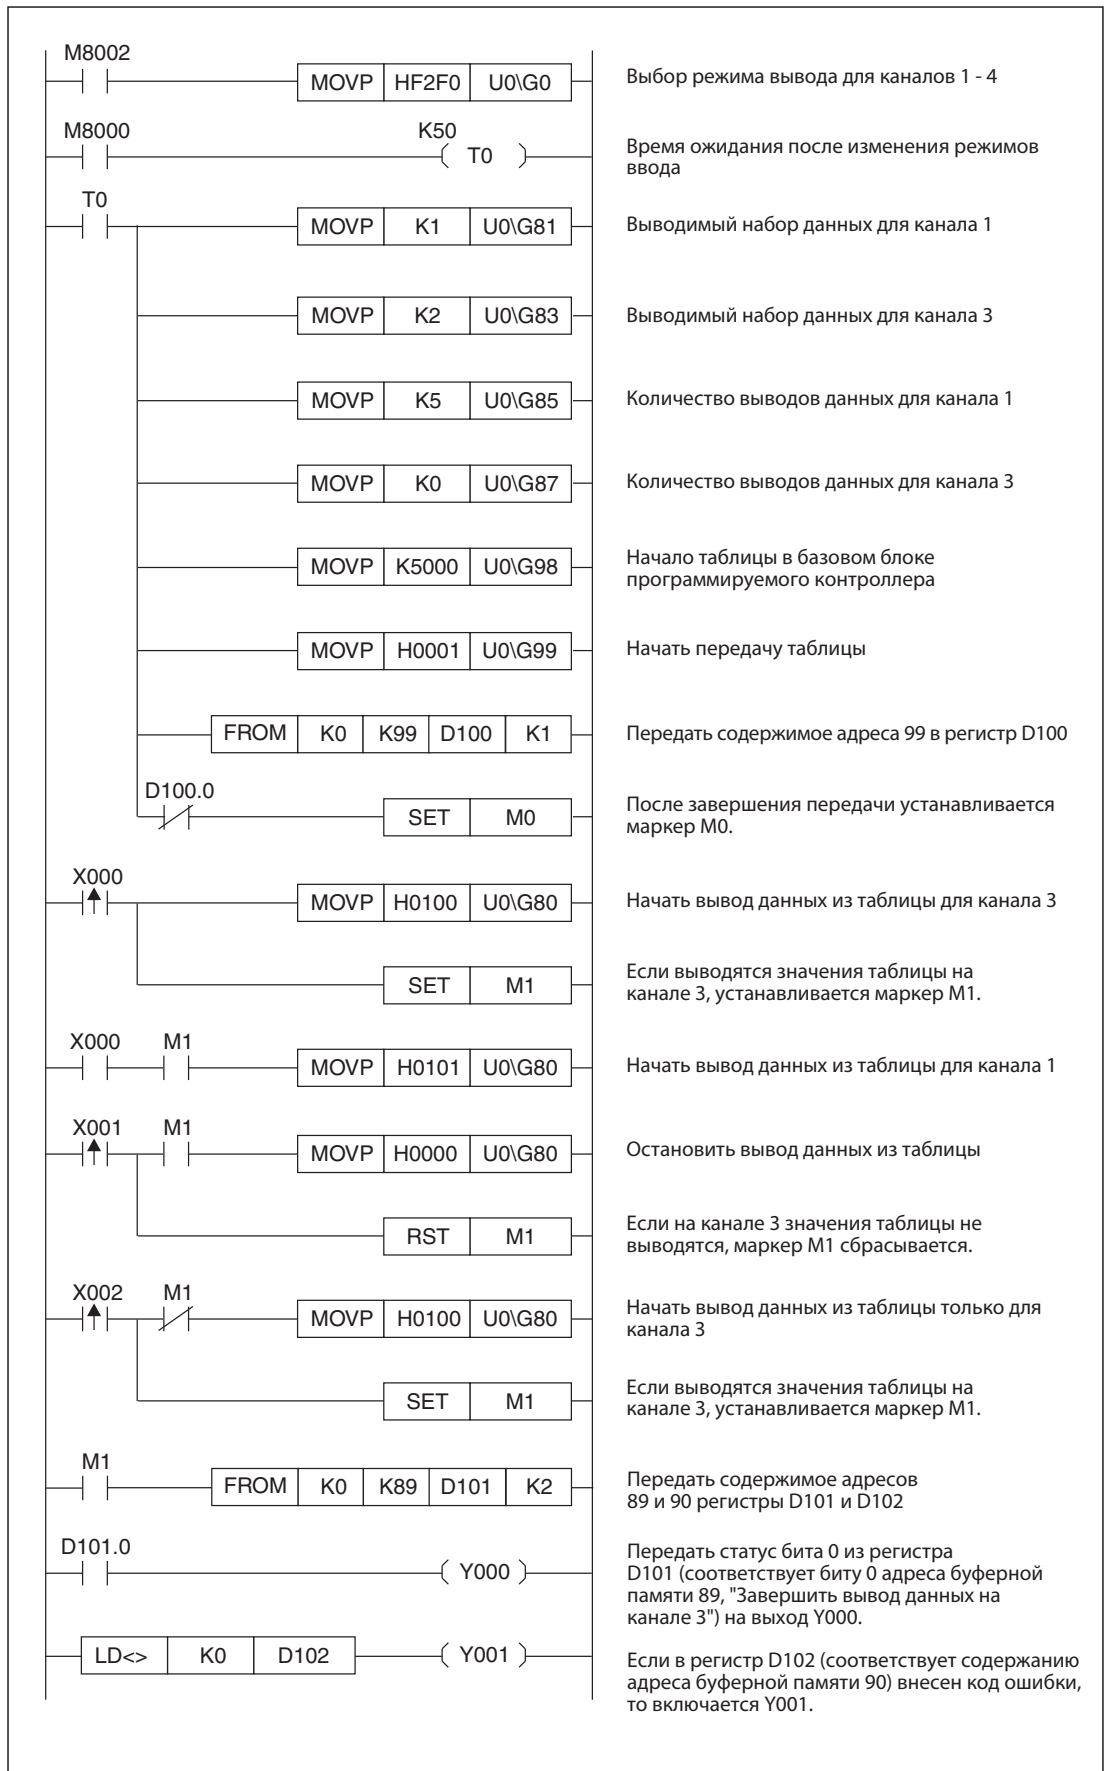 M8002
MOVP HF2F0 U0\G0 Выбор режима вывода для каналов 1 - 4
M8000 K50
T0 Время ожидания после изменения режимов
ввода
T0
MOVP K1 U0\G81 Выводимый набор данных для канала 1
MOVP K2 U0\G83 Выводимый набор данных для канала 3
MOVP K5 U0\G85 Количество выводов данных для канала 1
MOVP K0 U0\G87 Количество выводов данных для канала 3
MOVP K5000 U0\G98 Начало таблицы в базовом блоке
программируемого контроллера
MOVP H0001 U0\G99 Начать передачу таблицы
FROM K0 K99 D100 K1 Передать содержимое адреса 99 в регистр D100
D100.0
SET M0 После завершения передачи устанавливается
маркер M0.
X000
MOVP H0100 U0\G80 Начать вывод данных из таблицы для канала 3
SET M1 Если выводятся значения таблицы на
канале 3, устанавливается маркер M1.
X000 M1
MOVP H0101 U0\G80 Начать вывод данных из таблицы для канала 1
X001 M1
MOVP H0000 U0\G80 Остановить вывод данных из таблицы
RST M1 Если на канале 3 значения таблицы не
выводятся, маркер M1 сбрасывается.
X002 M1
MOVP H0100 U0\G80 Начать вывод данных из таблицы только для
канала 3
SET M1 Если выводятся значения таблицы на
канале 3, устанавливается маркер M1.
M1
FROM K0 K89 D101 K2 Передать содержимое адресов
89 и 90 регистры D101 и D102
D101.0
Y000 Передать статус бита 0 из регистра
D101 (соответствует биту 0 адреса буферной
памяти 89, "Завершить вывод данных на
канале 3") на выход Y000.
LD<> K0 D102 Y001 Если в регистр D102 (соответствует содержанию
адреса буферной памяти 90) внесен код ошибки,
то включается Y001.